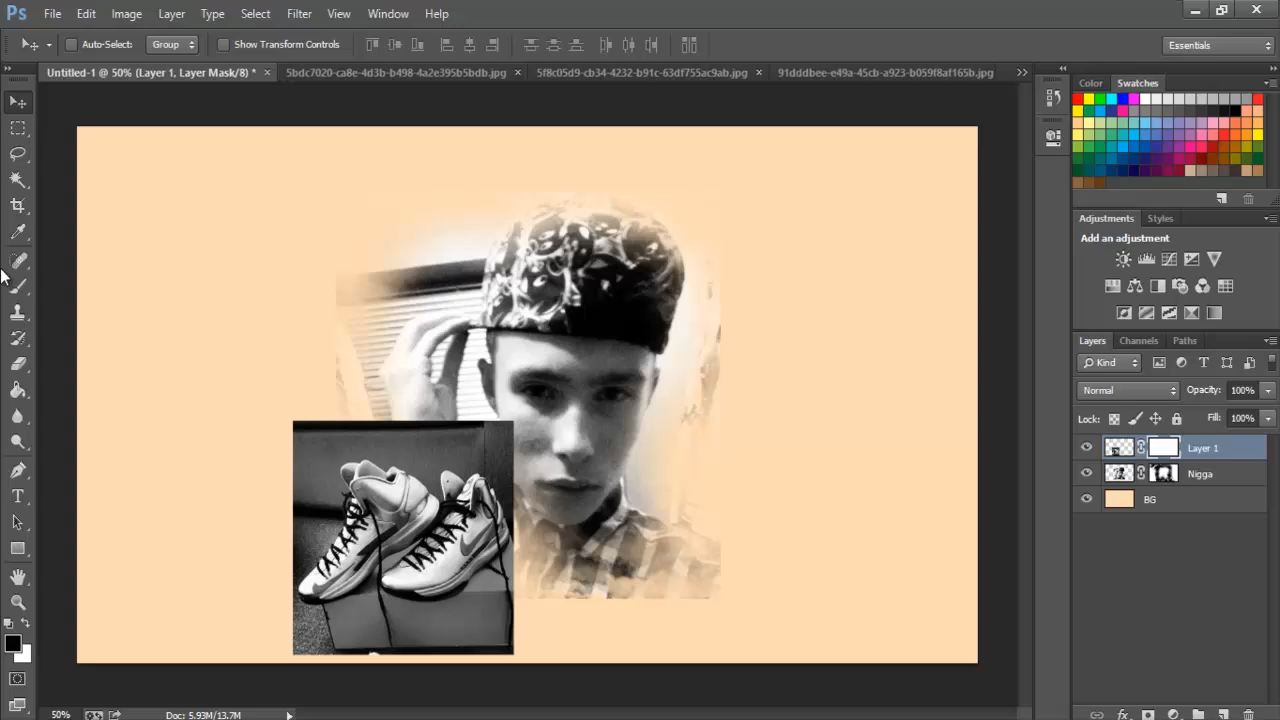 Ps File Edit Image Layer Type Select Filter View Window Help
Auto-Select: Group Show Transform Controls Essentials
Untitled-1 @ 50% (Layer 1, Layer Mask/8) * × 5bdc7020-ca8e-4d3b-b498-4a2e395b5bdb.jpg × 5f8c05d9-cb34-4232-b91c-63df755ac9ab.jpg × 91dddbee-e49a-45cb-a923-b059f8af165b.jpg
Color Swatches
Adjustments Styles
Add an adjustment
Layers Channels Paths
Kind
Normal Opacity: 100%
Lock: Fill: 100%
Layer 1
Nigga
BG
50% Doc: 5.93M/13.7M